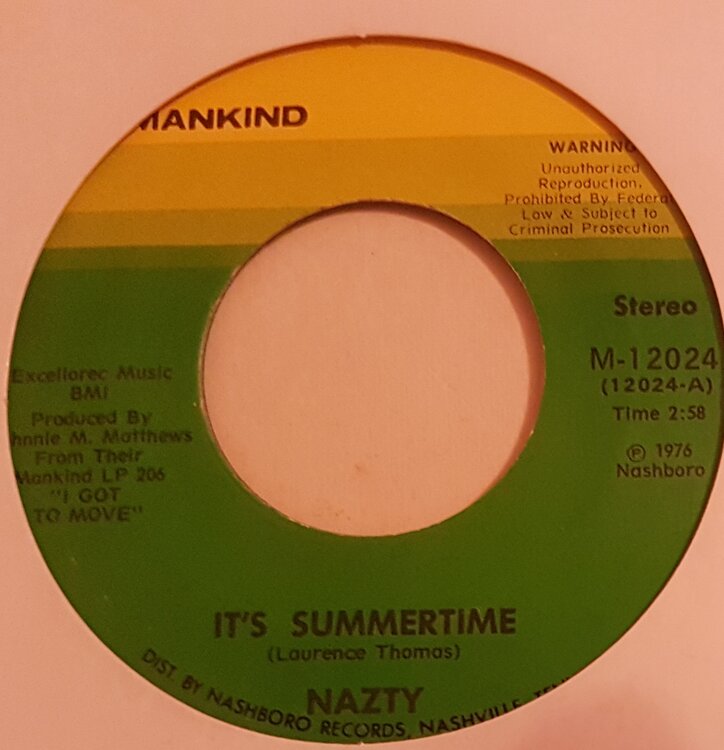 MANKIND
WARNING
Unauthorized
Reproduction,
Prohibited By Federal
Law & Subject to
Criminal Prosecution
Stereo
M-12024
(12024-A)
Time 2:58
℗ 1976
Nashboro
Excellorec Music
BMI
Produced By
hnnie M. Matthews
From Their
Mankind LP 206
"I GOT
TO MOVE"
IT'S SUMMERTIME
(Laurence Thomas)
NAZTY
DIST. BY NASHBORO RECORDS, NASHVILLE